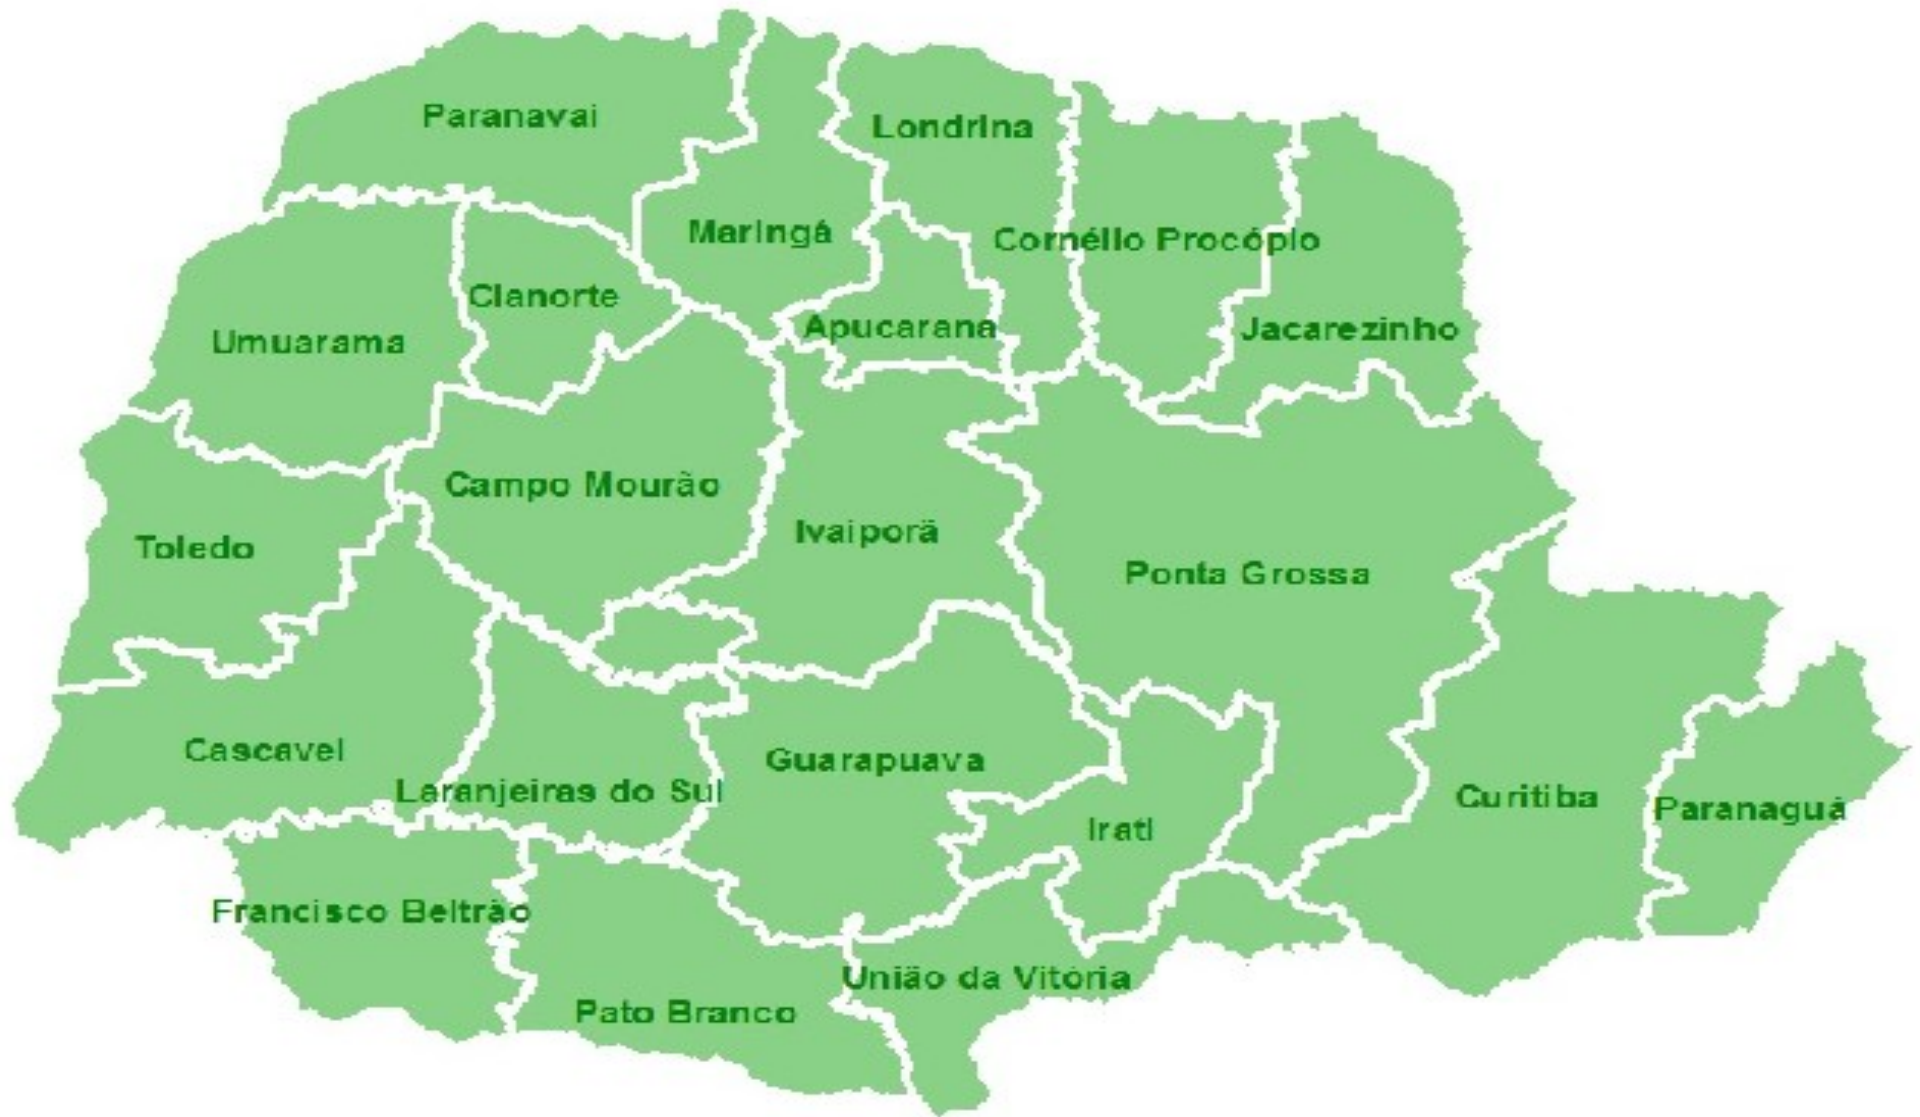 Paranavai
Londrina
Maringá
Cornélio Procópio
Cianorte
Apucarana
Jacarezinho
Umuarama
Campo Mourão
Ivaiporã
Toledo
Ponta Grossa
Cascavel
Guarapuava
Laranjeiras do Sul
Curitiba
Paranaguá
Irati
Francisco Beltrão
União da Vitória
Pato Branco